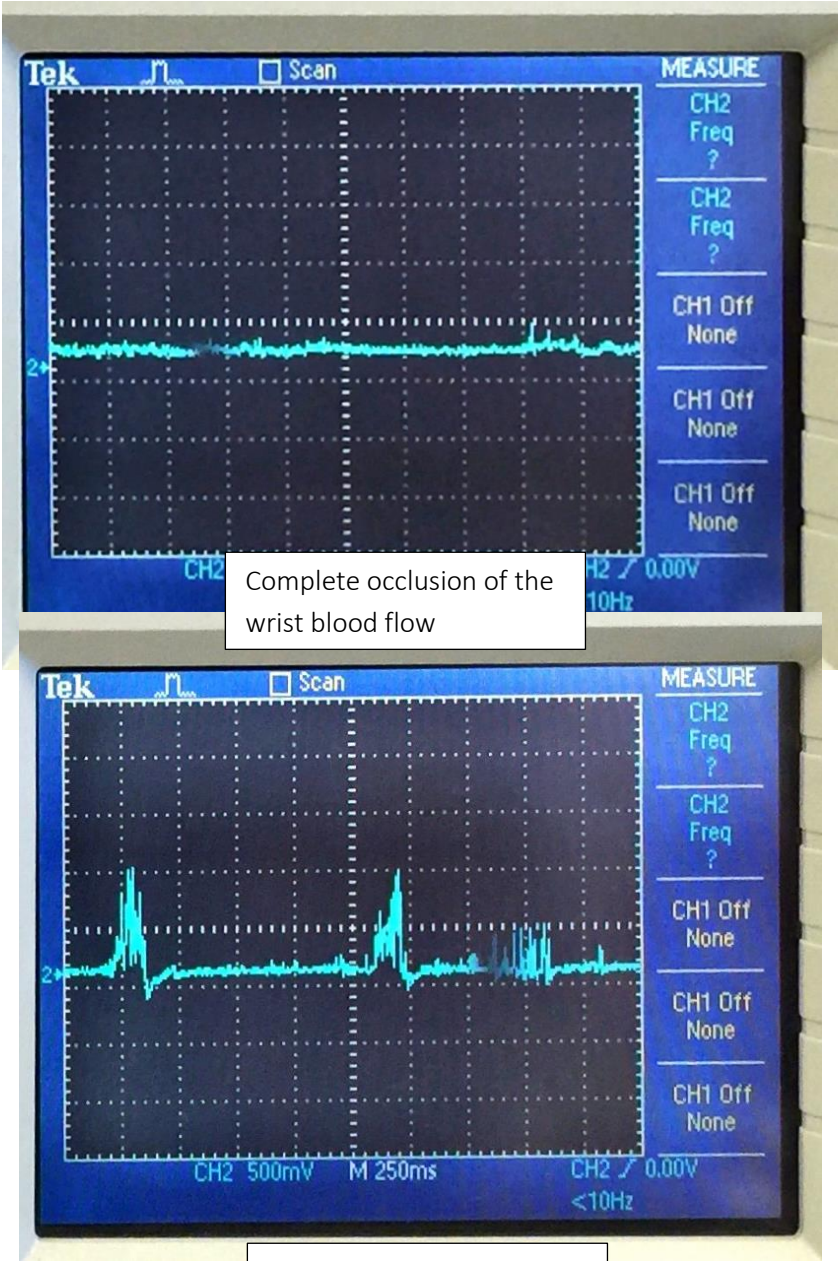 Tek Scan MEASURE
CH2
Freq
?
CH2
Freq
?
CH1 Off
None
CH1 Off
None
CH1 Off
None
2
CH2 H2 0.00V
10Hz
Complete occlusion of the
wrist blood flow
Tek Scan MEASURE
CH2
Freq
?
CH2
Freq
?
CH1 Off
None
CH1 Off
None
CH1 Off
None
2
CH2 500mV M 250ms CH2 0.00V
<10Hz